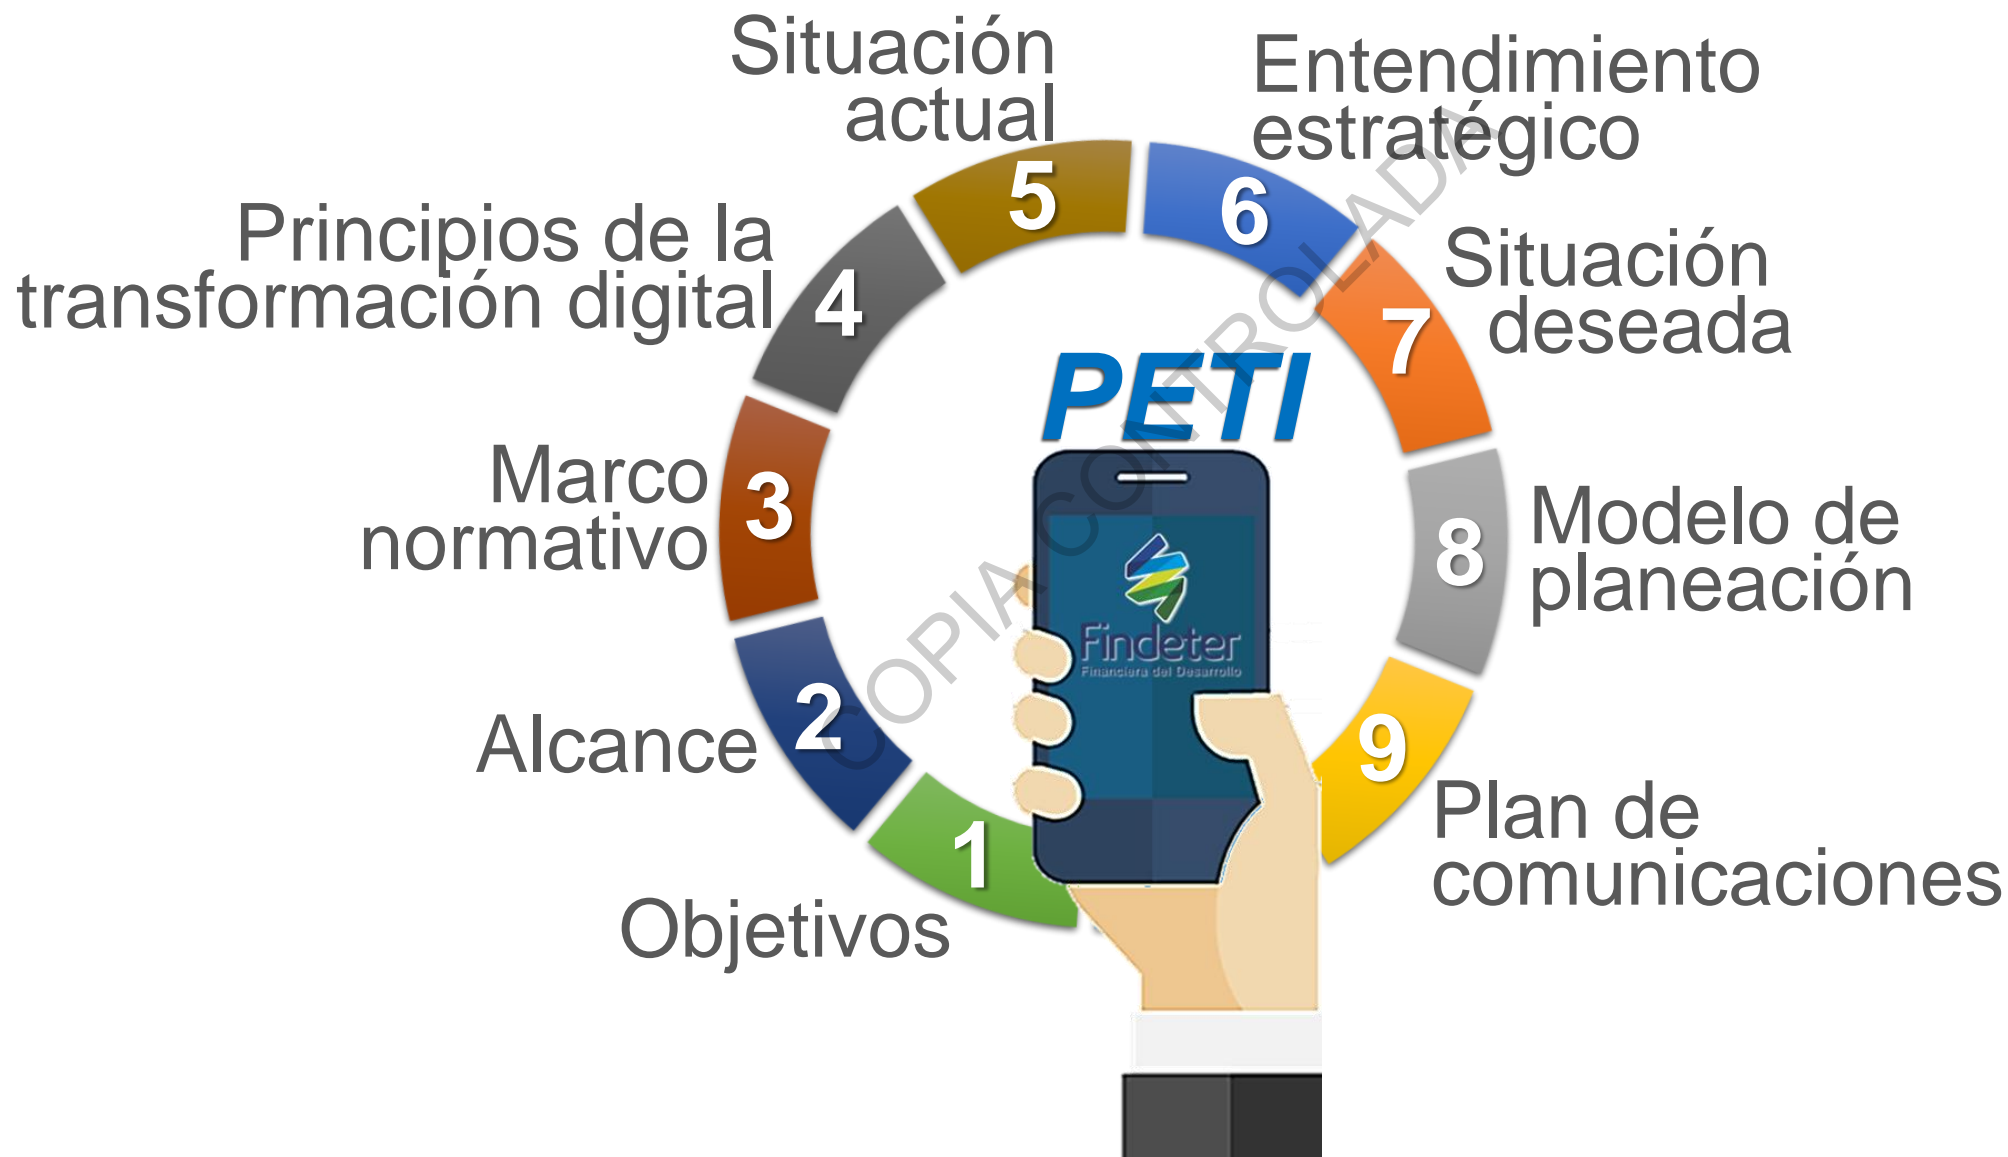 Situación
actual
5
Entendimiento
estratégico
6
Principios de la
transformación digital
4
Situación
deseada
7
PETI
Marco
normativo
3
Modelo de
planeación
8
Findeter
Financiera del Desarrollo
Alcance
2
Plan de
comunicaciones
9
Objetivos
1
COPIA CONTROLADA